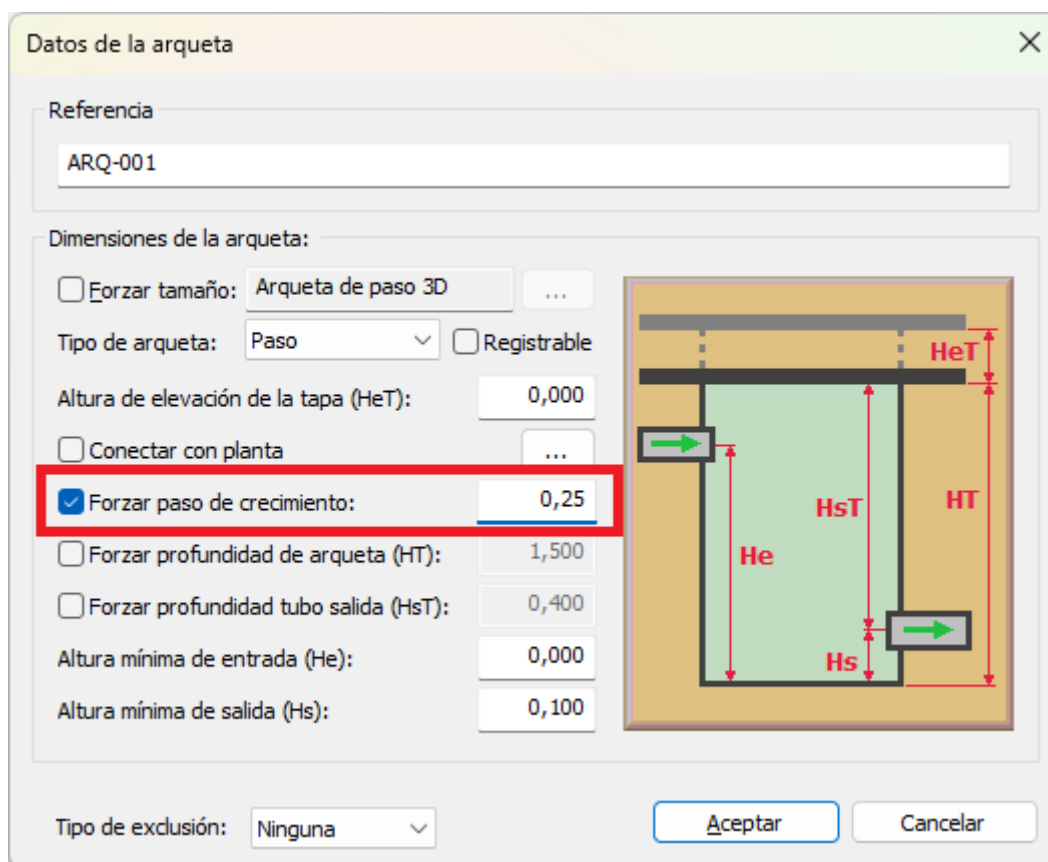 Datos de la arqueta
Referencia
ARQ-001
Dimensiones de la arqueta:
Forzar tamaño: Arqueta de paso 3D ...
Tipo de arqueta: Paso Registrable
Altura de elevación de la tapa (HeT): 0,000
Conectar con planta ...
Forzar paso de crecimiento: 0,25
Forzar profundidad de arqueta (HT): 1,500
Forzar profundidad tubo salida (HsT): 0,400
Altura mínima de entrada (He): 0,000
Altura mínima de salida (Hs): 0,100
HeT
HsT
HT
He
Hs
Tipo de exclusión: Ninguna Aceptar Cancelar